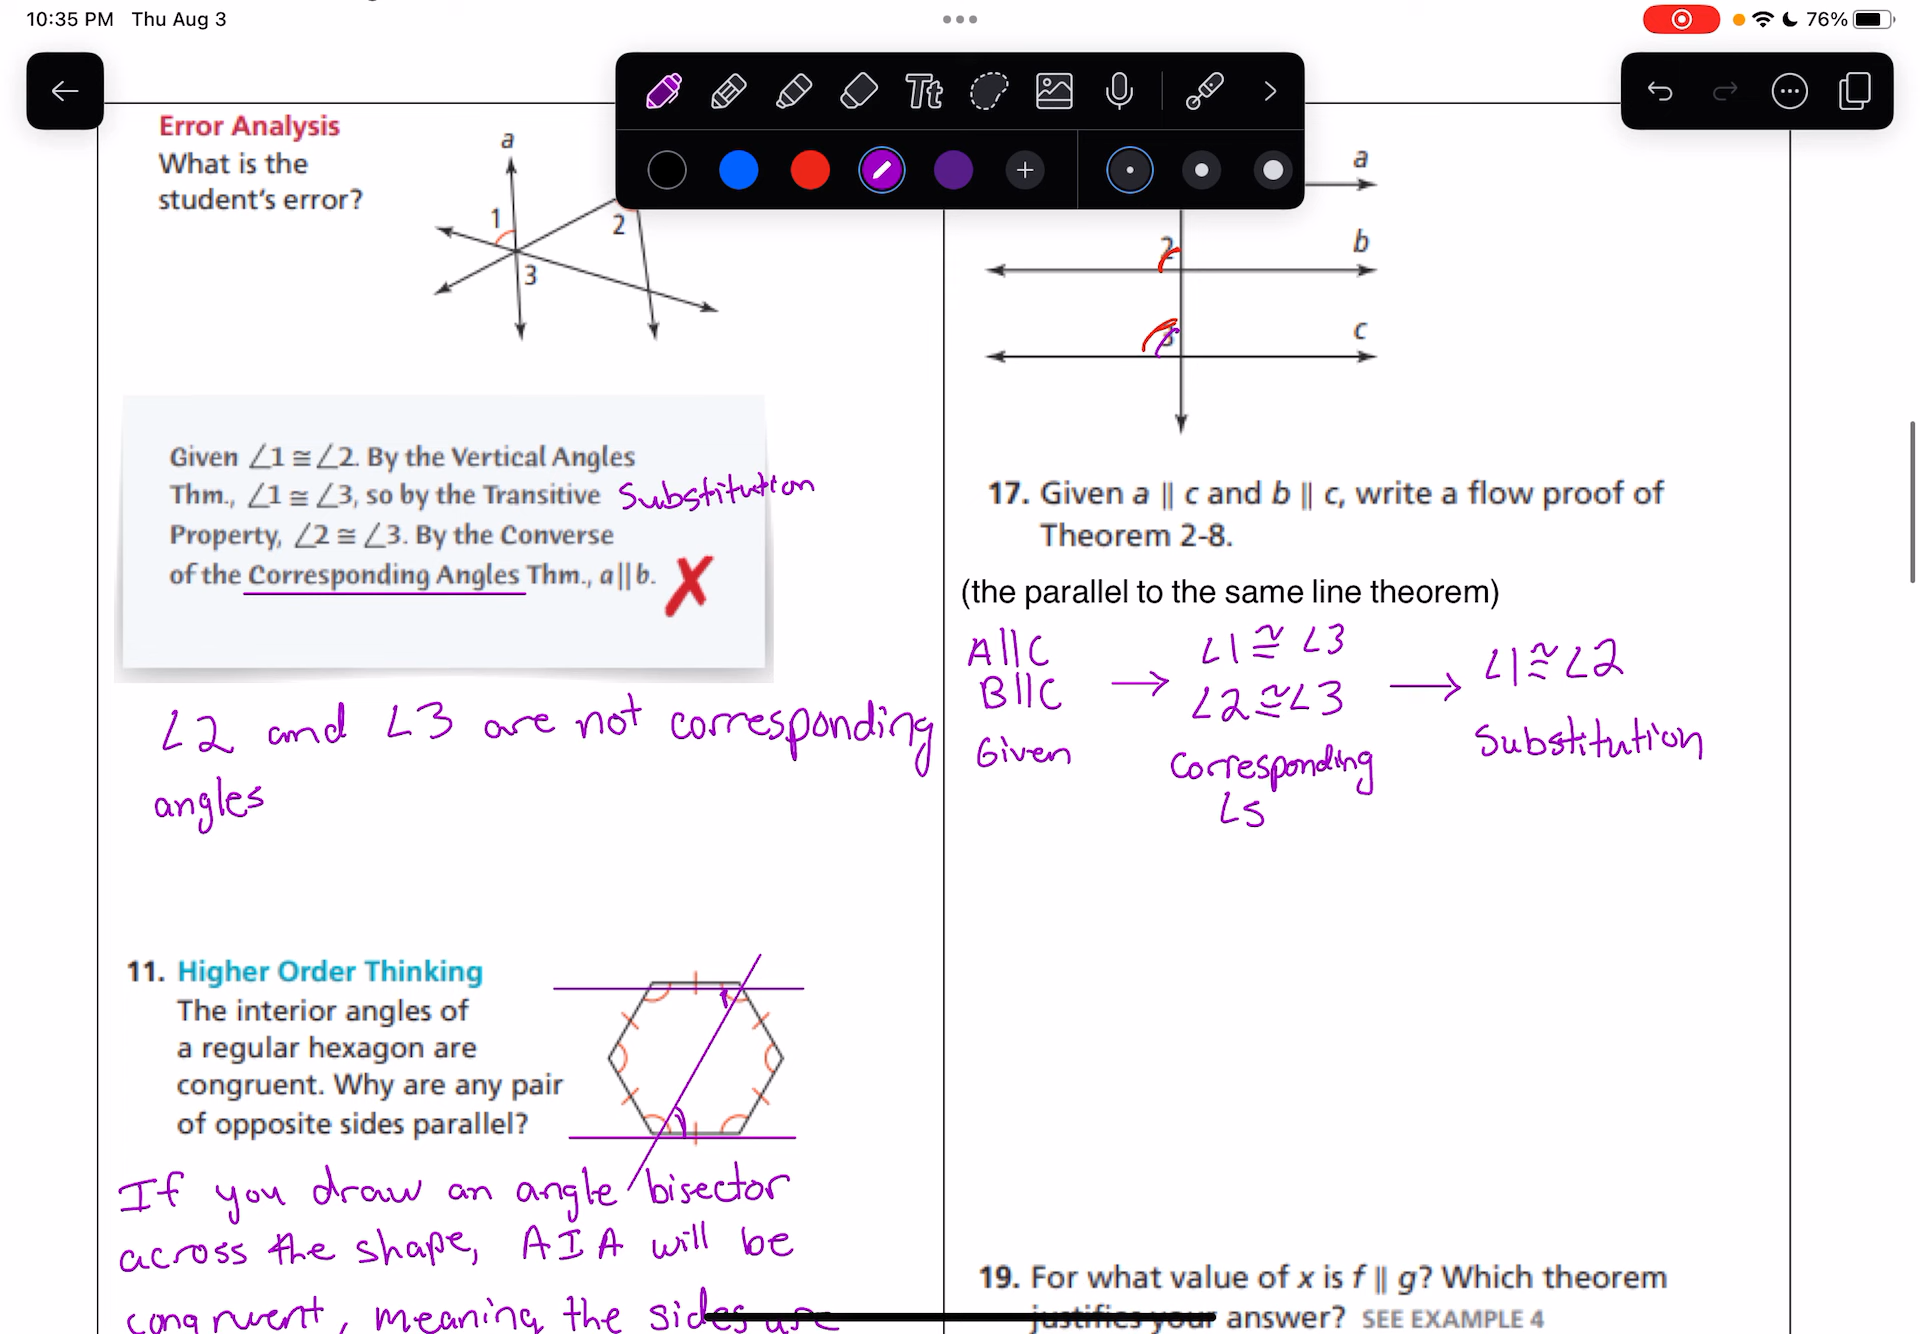 10:35 PM Thu Aug 3
76%
Tt
Error Analysis
What is the
student's error?
a
1
2
3
a
2
b
3
c
Given ∠1 ≅ ∠2. By the Vertical Angles
Thm., ∠1 ≅ ∠3, so by the Transitive Substitution
Property, ∠2 ≅ ∠3. By the Converse
of the Corresponding Angles Thm., a || b.
∠2 and ∠3 are not corresponding
angles
11. Higher Order Thinking
The interior angles of
a regular hexagon are
congruent. Why are any pair
of opposite sides parallel?
If you draw an angle bisector
across the shape, AIA will be
congruent, meaning the sides are
17. Given a || c and b || c, write a flow proof of
Theorem 2-8.
(the parallel to the same line theorem)
A||C
B||C
Given
→
∠1 ≅ ∠3
∠2 ≅ ∠3
Corresponding
∠s
→
∠1 ≅ ∠2
Substitution
19. For what value of x is f || g? Which theorem
justifies your answer? SEE EXAMPLE 4